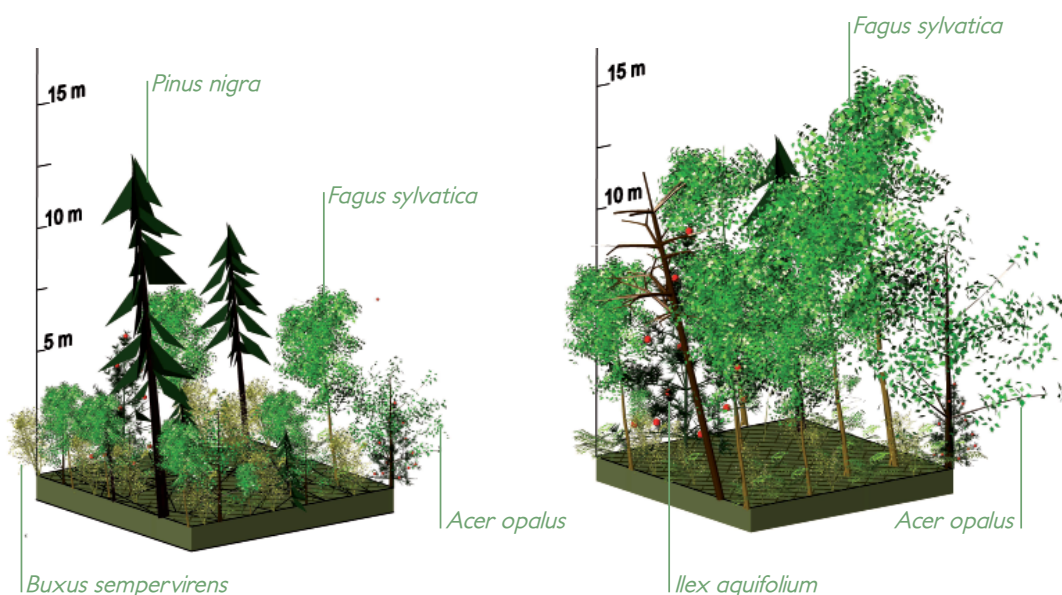 15 m
Pinus nigra
10 m
Fagus sylvatica
5 m
Acer opalus
Buxus sempervirens
Fagus sylvatica
15 m
10 m
Acer opalus
Ilex aquifolium